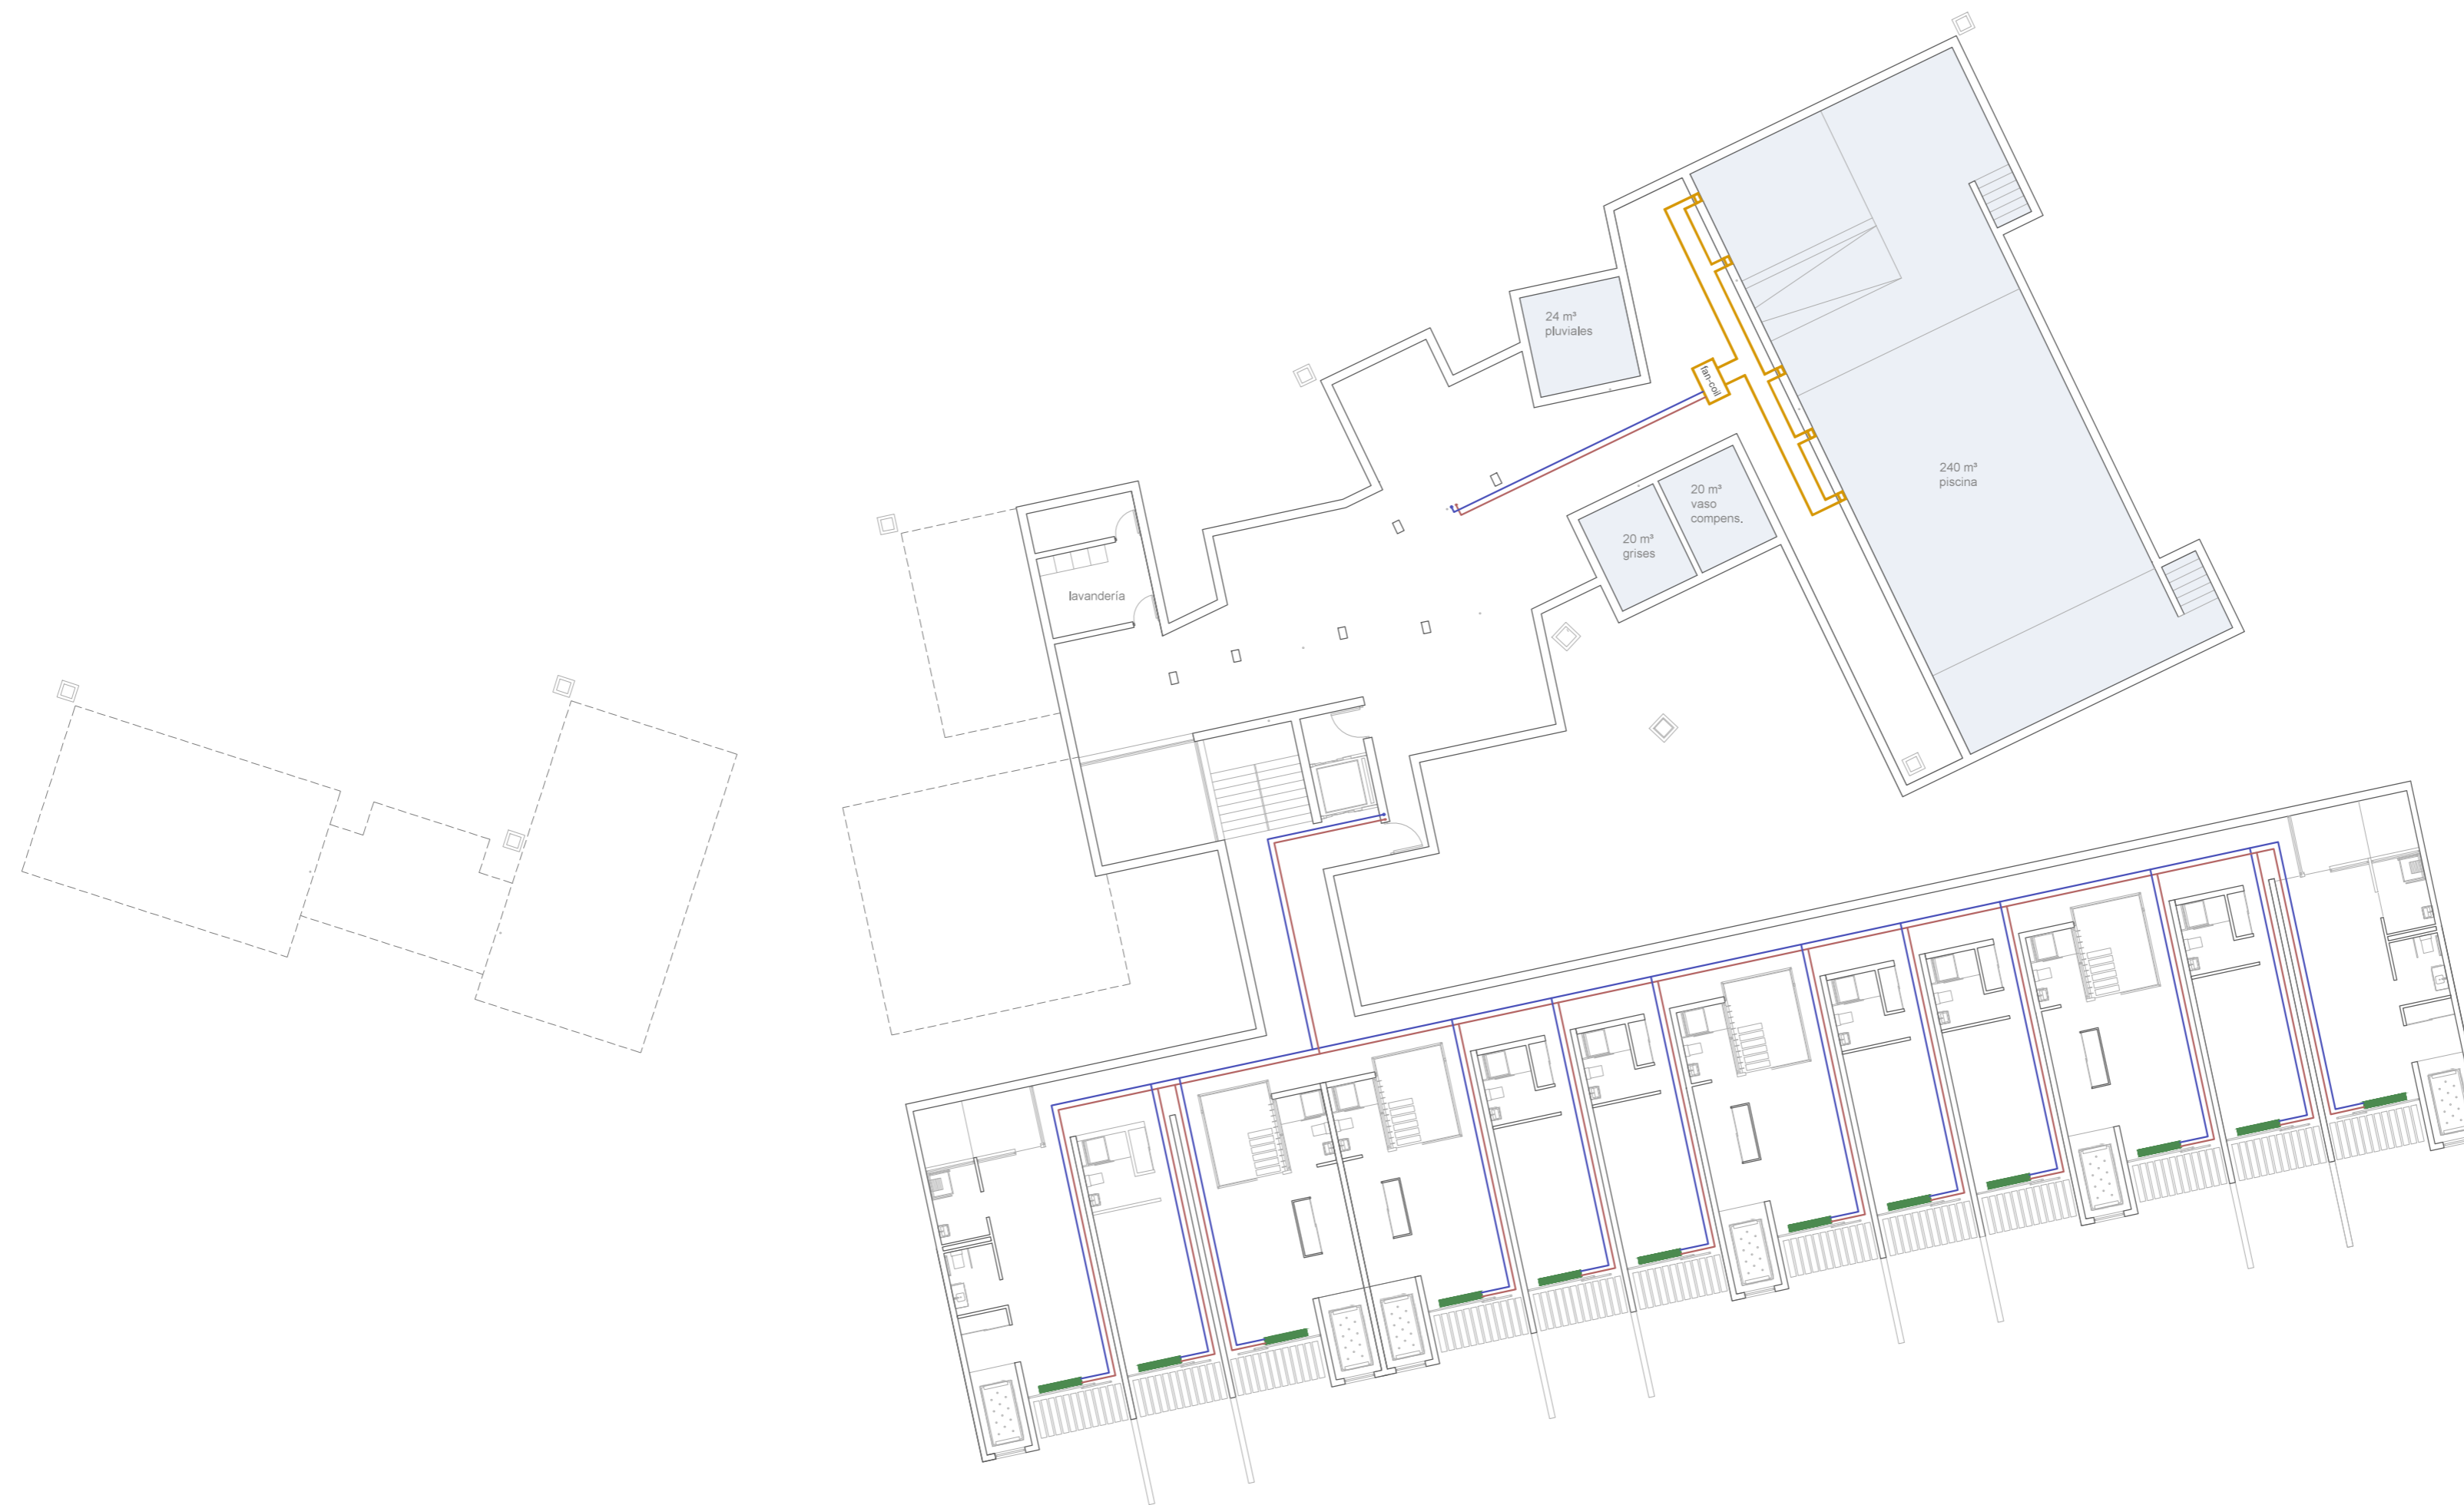 24 m³
pluviales
fan-coil
240 m³
piscina
20 m³
vaso
compens.
20 m³
grises
lavandería